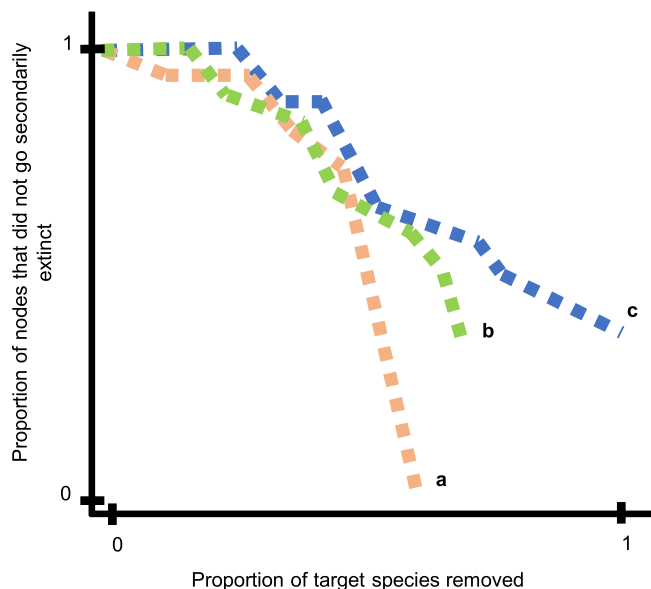 Proportion of nodes that did not go secondarily
extinct
1
0
a
b
c
0
1
Proportion of target species removed